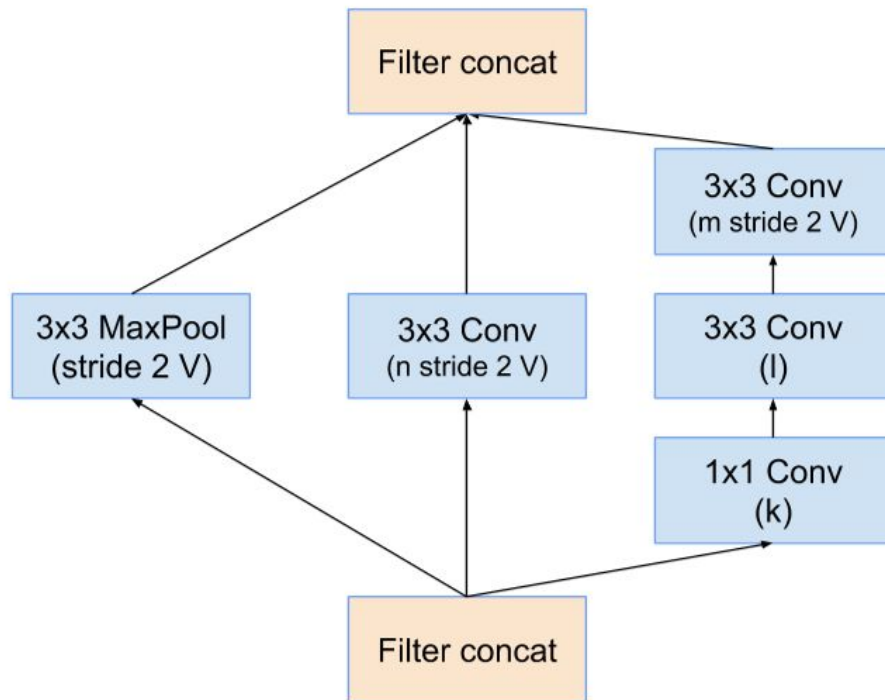 Filter concat
3x3 Conv
(m stride 2 V)
3x3 MaxPool
(stride 2 V)
3x3 Conv
(n stride 2 V)
3x3 Conv
(l)
1x1 Conv
(k)
Filter concat